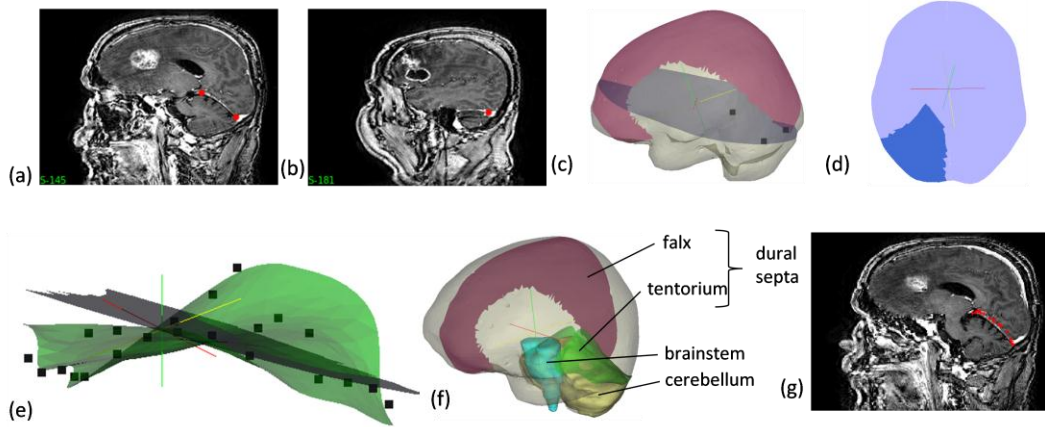 (a)
S-145
(b)
S-181
(c)
(d)
(e)
(f)
falx
tentorium
dural
septa
brainstem
cerebellum
(g)